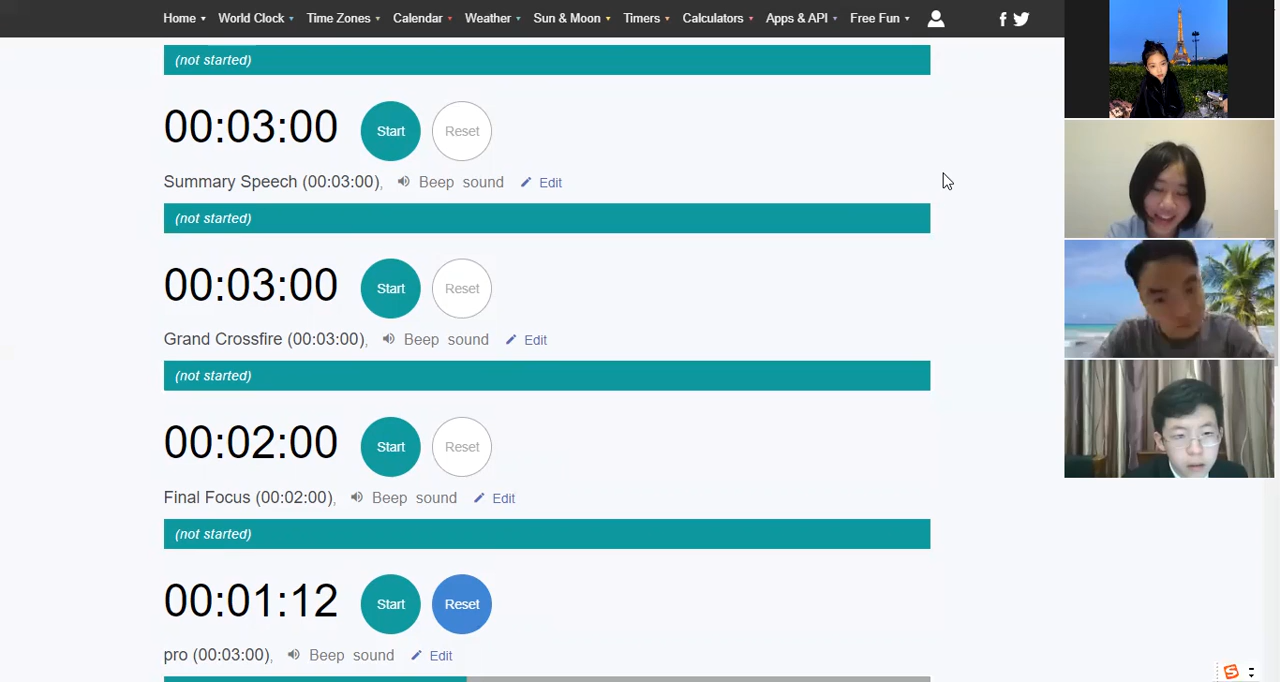 Home World Clock Time Zones Calendar Weather Sun & Moon Timers Calculators Apps & API Free Fun
(not started)
00:03:00 Start Reset
Summary Speech (00:03:00), Beep sound Edit
(not started)
00:03:00 Start Reset
Grand Crossfire (00:03:00), Beep sound Edit
(not started)
00:02:00 Start Reset
Final Focus (00:02:00), Beep sound Edit
(not started)
00:01:12 Start Reset
pro (00:03:00), Beep sound Edit